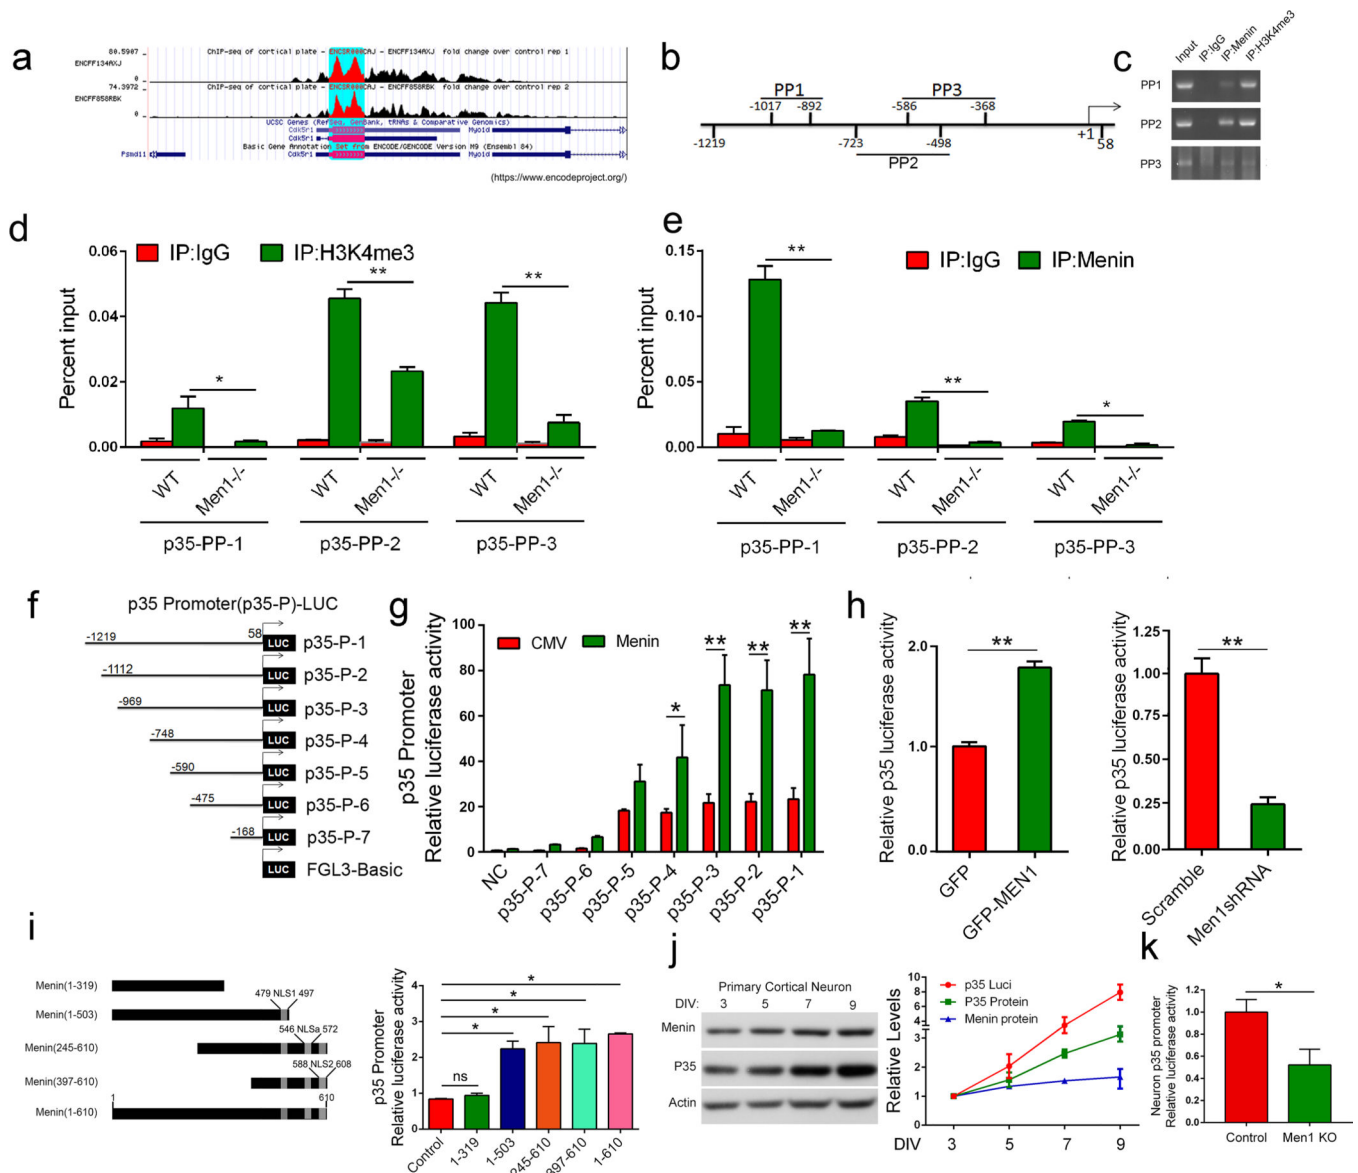 a
80.5907
ChIP-seq of cortical plate - ENCSR000CAJ - ENCFF134AXJ fold change over control rep 1
ENCFF134AXJ
0
74.3972
ChIP-seq of cortical plate - ENCSR000CAJ - ENCFF858RBK fold change over control rep 2
ENCFF858RBK
0
UCSC Genes (RefSeq, GenBank, tRNAs & Comparative Genomics)
Cdk5r1
Myo1d
Basic Gene Annotation Set from ENCODE/GENCODE Version M9 (Ensembl 84)
Psmd11
Cdk5r1
Myo1d
(https://www.encodeproject.org/)
b
PP1
PP3
-1017
-892
-586
-368
-1219
-723
-498
+1
58
PP2
c
Input
IP:IgG
IP:Menin
IP:H3K4me3
PP1
PP2
PP3
d
IP:IgG
IP:H3K4me3
Percent input
0.06
0.04
0.02
0.00
*
**
**
WT
Men1-/-
WT
Men1-/-
WT
Men1-/-
p35-PP-1
p35-PP-2
p35-PP-3
e
IP:IgG
IP:Menin
Percent input
0.15
0.10
0.05
0.00
**
**
*
WT
Men1-/-
WT
Men1-/-
WT
Men1-/-
p35-PP-1
p35-PP-2
p35-PP-3
f
p35 Promoter(p35-P)-LUC
-1219
58
LUC
p35-P-1
-1112
LUC
p35-P-2
-969
LUC
p35-P-3
-748
LUC
p35-P-4
-590
LUC
p35-P-5
-475
LUC
p35-P-6
-168
LUC
p35-P-7
LUC
FGL3-Basic
g
CMV
Menin
p35 Promoter
Relative luciferase activity
100
80
60
40
20
0
*
**
**
**
NC
p35-P-7
p35-P-6
p35-P-5
p35-P-4
p35-P-3
p35-P-2
p35-P-1
h
Relative p35 luciferase activity
2.0
1.0
0.0
**
GFP
GFP-MEN1
Relative p35 luciferase activity
1.25
1.00
0.75
0.50
0.25
0.00
**
Scramble
Men1shRNA
i
Menin(1-319)
479 NLS1 497
Menin(1-503)
546 NLSa 572
Menin(245-610)
588 NLS2 608
Menin(397-610)
1
610
Menin(1-610)
p35 Promoter
Relative luciferase activity
4
3
2
1
0
ns
*
*
*
*
Control
1-319
1-503
245-610
397-610
1-610
j
Primary Cortical Neuron
DIV:
3
5
7
9
Menin
P35
Actin
Relative Levels
10
8
6
4
2
3
2
1
0
p35 Luci
P35 Protein
Menin protein
DIV
3
5
7
9
k
Neuron p35 promoter
Relative luciferase activity
1.2
1.0
0.8
0.6
0.4
0.2
0.0
*
Control
Men1 KO